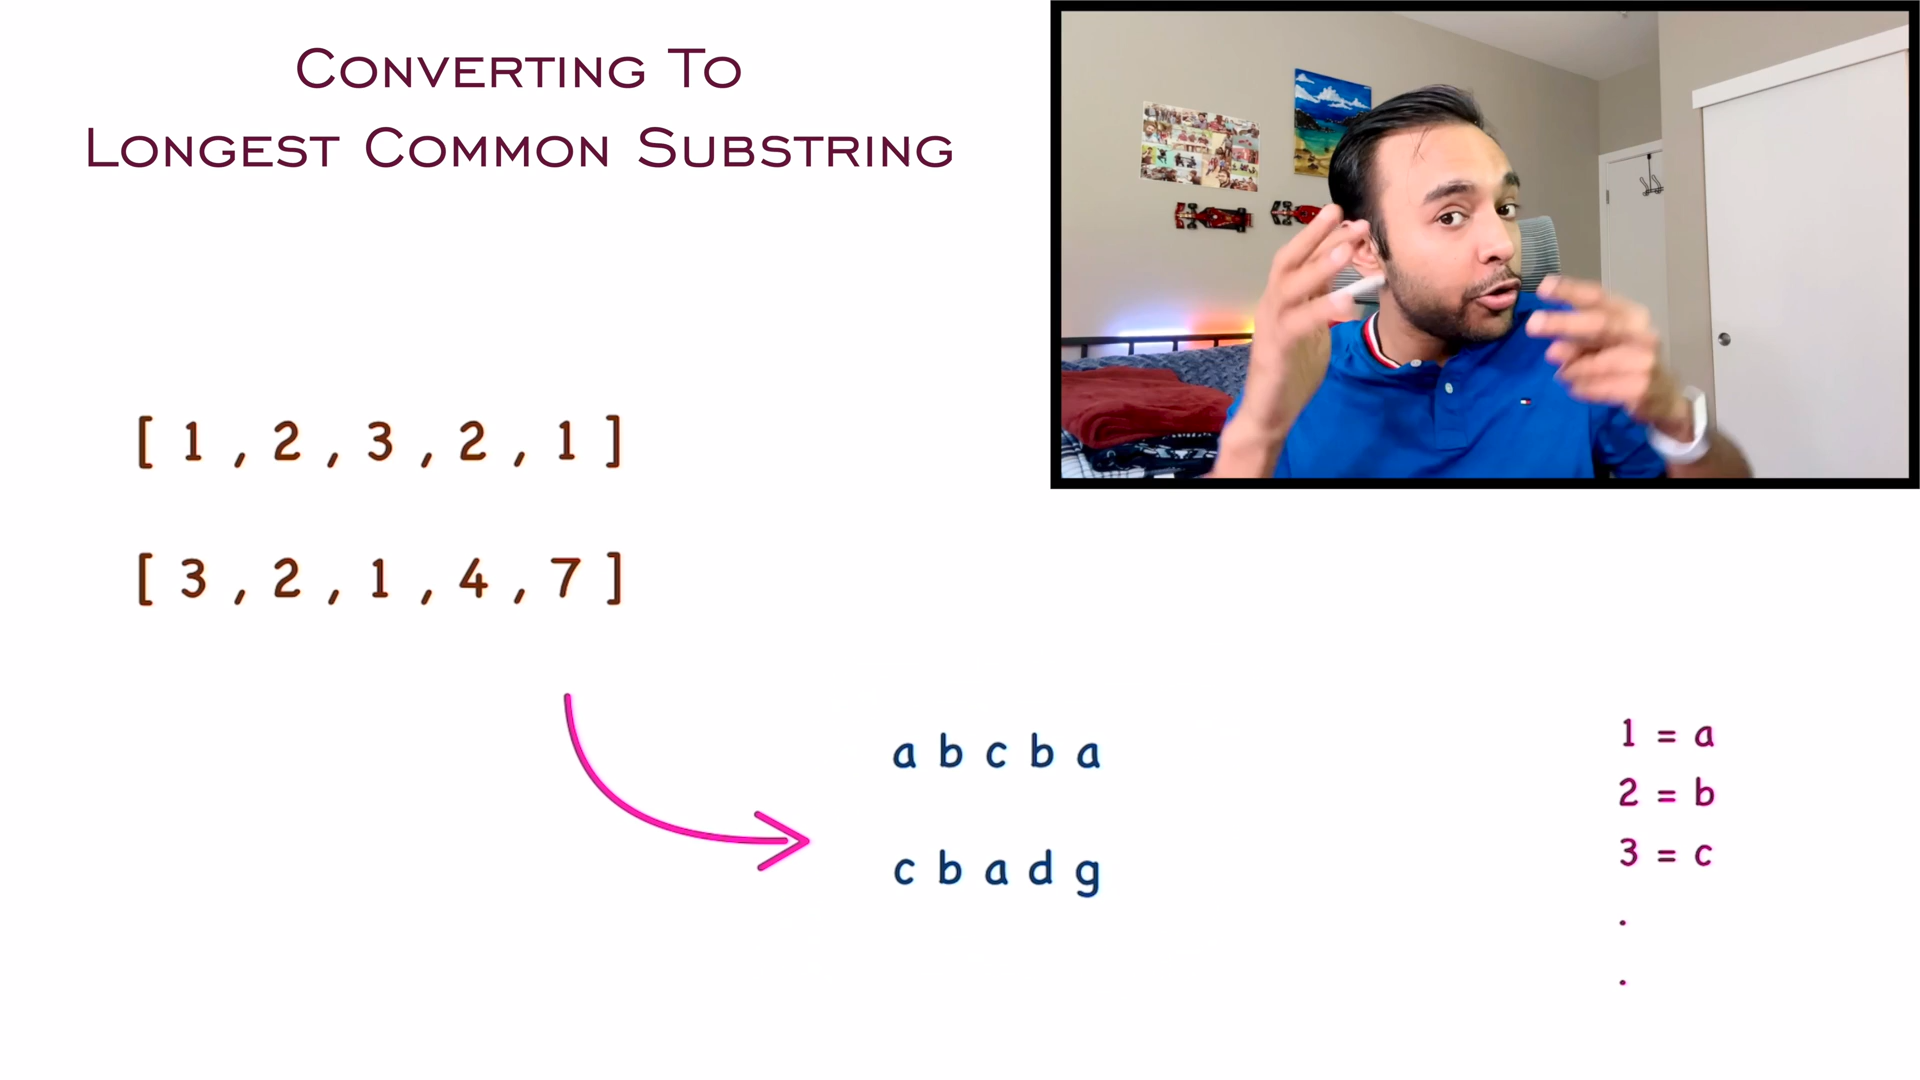 Converting To
Longest Common Substring
[ 1 , 2 , 3 , 2 , 1 ]
[ 3 , 2 , 1 , 4 , 7 ]
a b c b a
c b a d g
1 = a
2 = b
3 = c
.
.